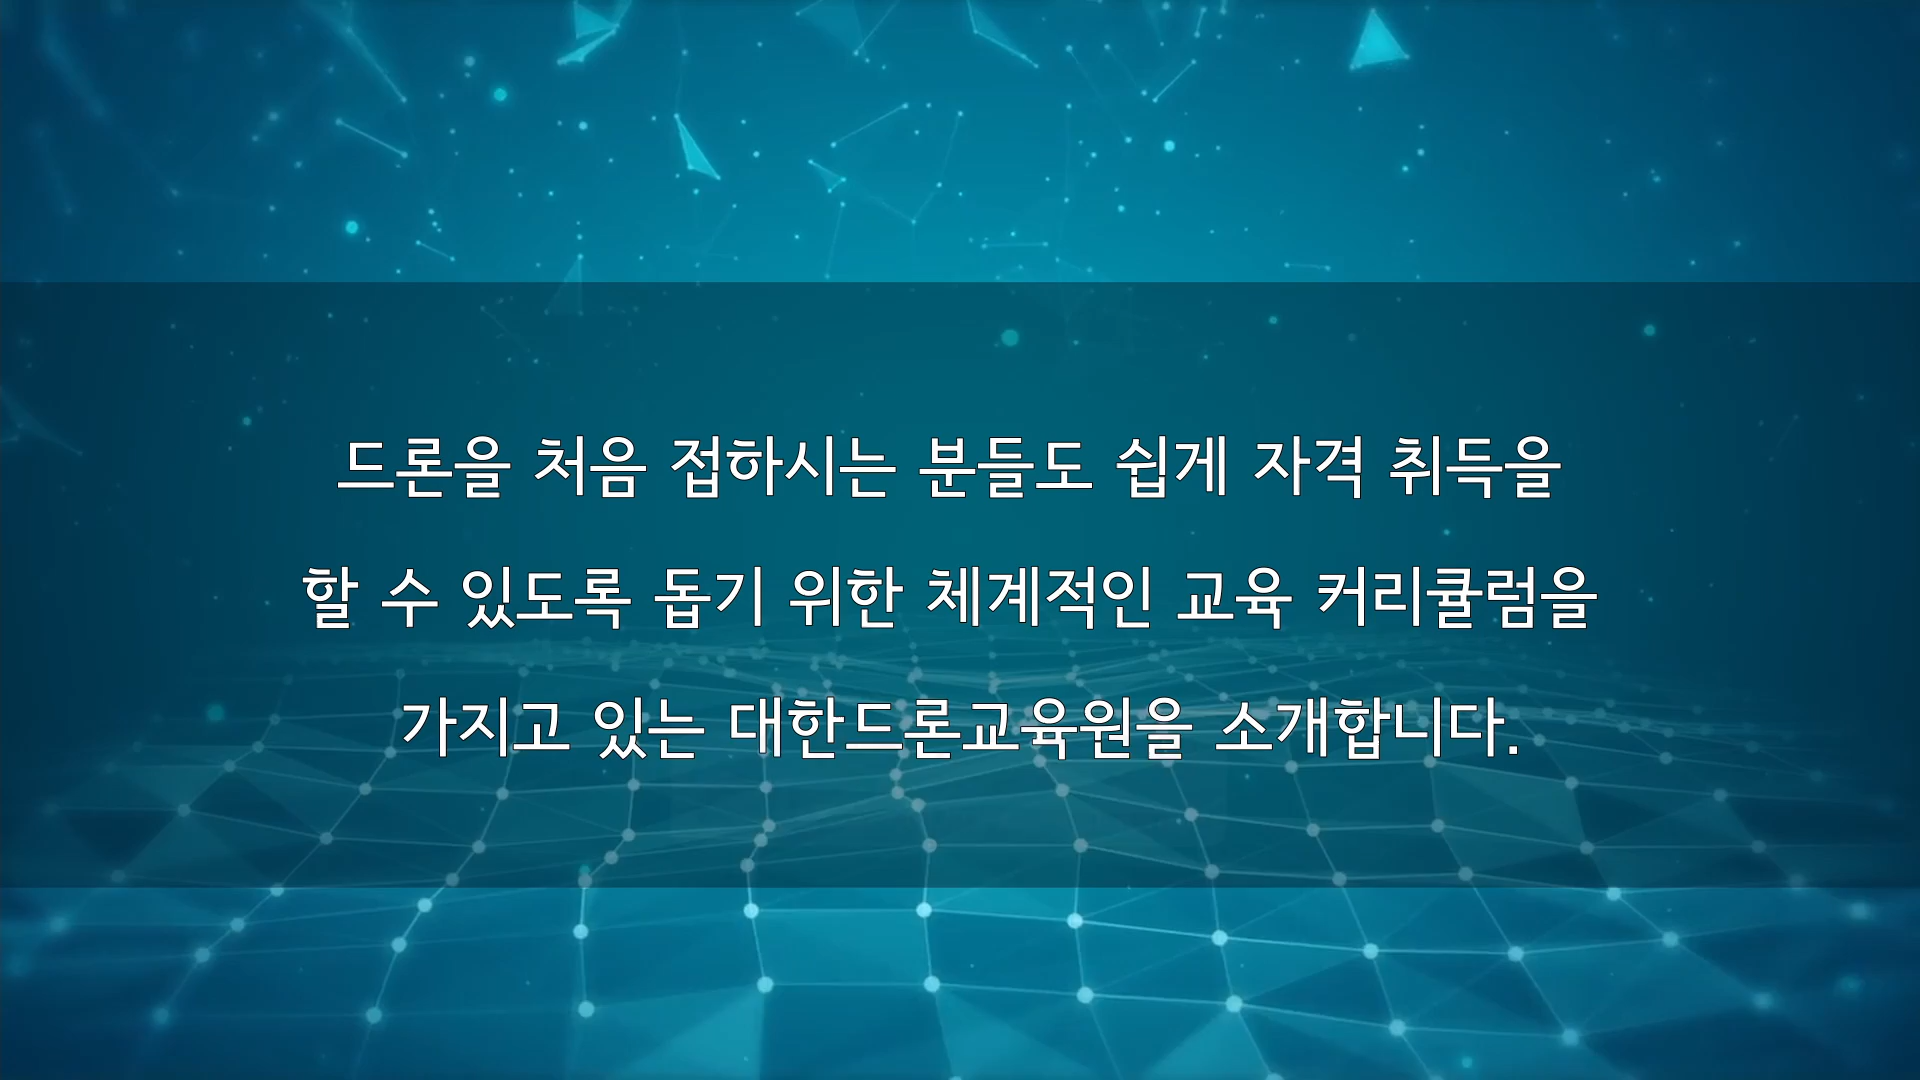 드론을 처음 접하시는 분들도 쉽게 자격 취득을
할 수 있도록 돕기 위한 체계적인 교육 커리큘럼을
가지고 있는 대한드론교육원을 소개합니다.